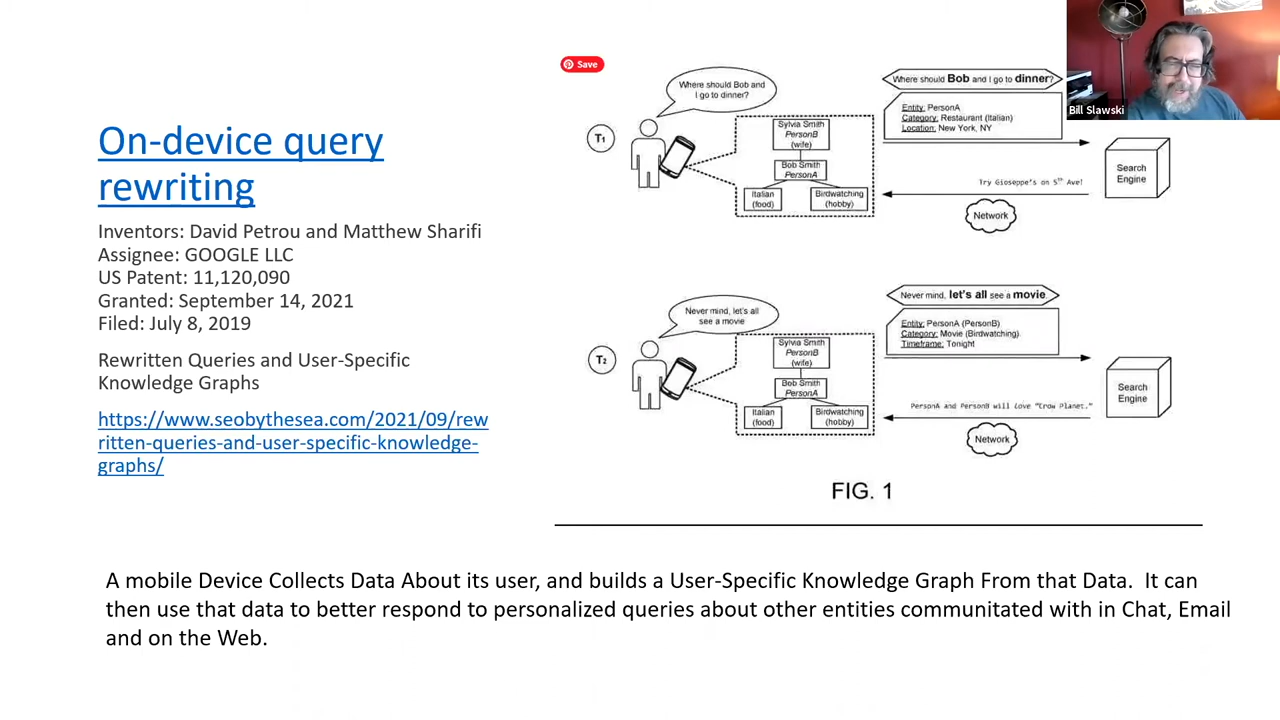 On-device query
rewriting
Inventors: David Petrou and Matthew Sharifi
Assignee: GOOGLE LLC
US Patent: 11,120,090
Granted: September 14, 2021
Filed: July 8, 2019
Rewritten Queries and User-Specific
Knowledge Graphs
https://www.seobythesea.com/2021/09/rew
ritten-queries-and-user-specific-knowledge-
graphs/
Save
Where should Bob and
I go to dinner?
T1
Sylvia Smith
PersonB
(wife)
Bob Smith
PersonA
Italian
(food)
Birdwatching
(hobby)
Where should Bob and I go to dinner?
Entity: PersonA
Category: Restaurant (Italian)
Location: New York, NY
Try Gioseppe's on 5th Ave!
Network
Search
Engine
Bill Slawski
Never mind, let's all
see a movie
T2
Sylvia Smith
PersonB
(wife)
Bob Smith
PersonA
Italian
(food)
Birdwatching
(hobby)
Never mind, let's all see a movie.
Entity: PersonA (PersonB)
Category: Movie (Birdwatching)
Timeframe: Tonight
PersonA and PersonB will Love "Crow Planet."
Network
Search
Engine
FIG. 1
A mobile Device Collects Data About its user, and builds a User-Specific Knowledge Graph From that Data.  It can
then use that data to better respond to personalized queries about other entities communitated with in Chat, Email
and on the Web.